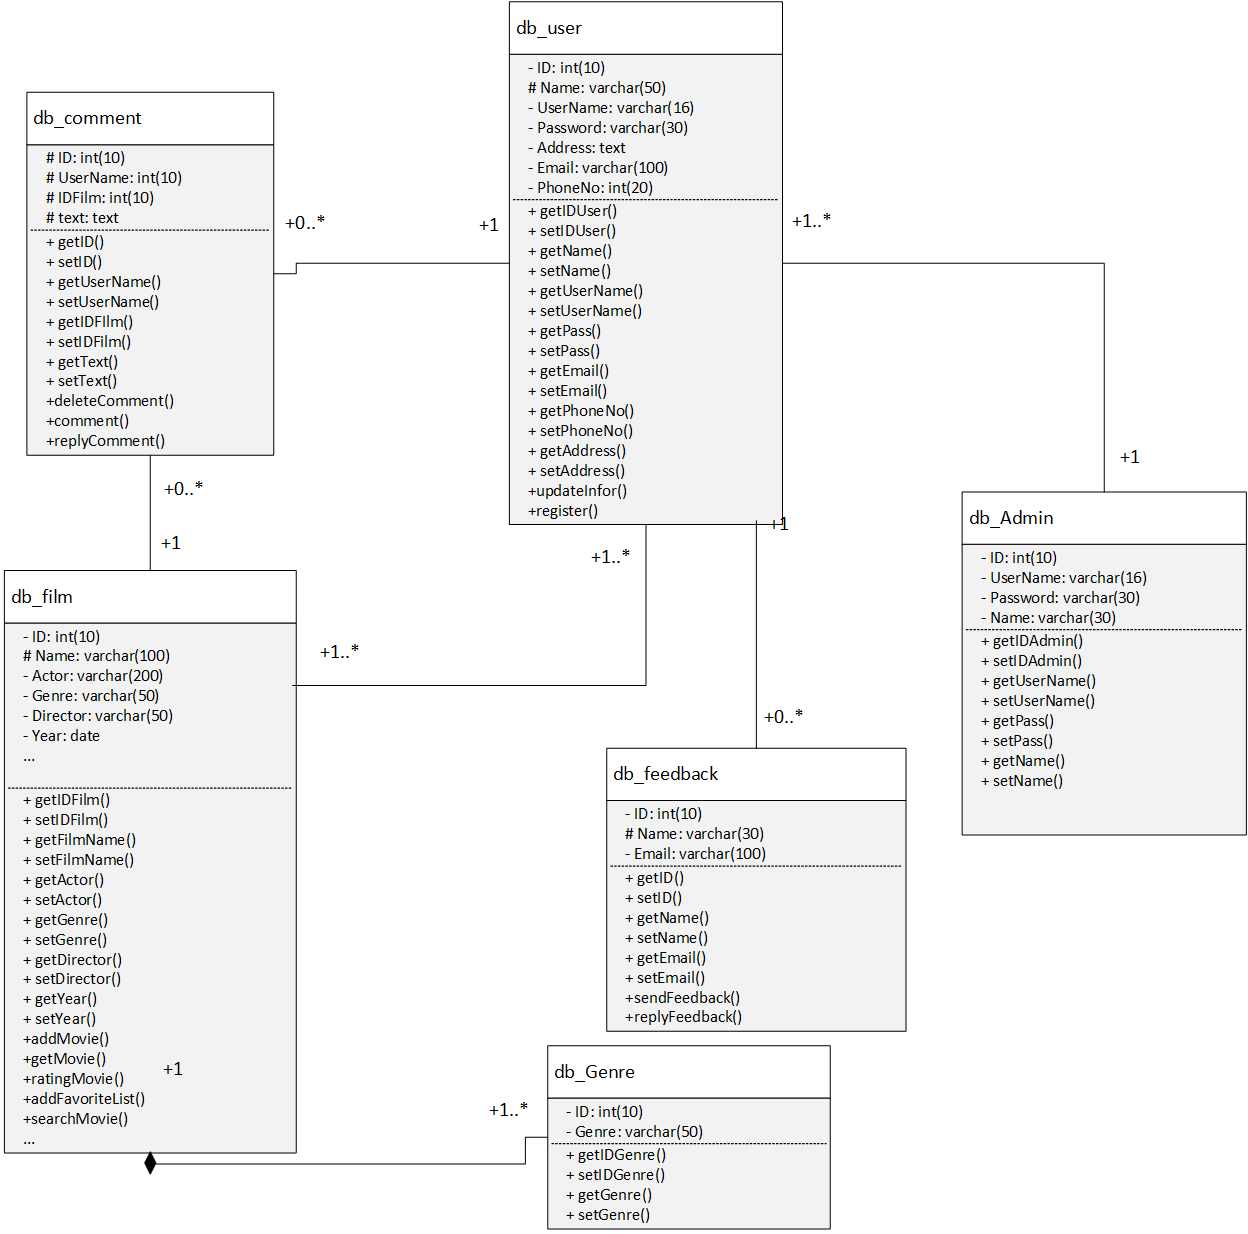 db_user
- ID: int(10)
# Name: varchar(50)
- UserName: varchar(16)
- Password: varchar(30)
- Address: text
- Email: varchar(100)
- PhoneNo: int(20)
+ getIDUser()
+ setIDUser()
+ getName()
+ setName()
+ getUserName()
+ setUserName()
+ getPass()
+ setPass()
+ getEmail()
+ setEmail()
+ getPhoneNo()
+ setPhoneNo()
+ getAddress()
+ setAddress()
+updateInfor()
+register()
db_comment
# ID: int(10)
# UserName: int(10)
# IDFilm: int(10)
# text: text
+ getID()
+ setID()
+ getUserName()
+ setUserName()
+ getIDFIlm()
+ setIDFilm()
+ getText()
+ setText()
+deleteComment()
+comment()
+replyComment()
+0..*
+1
+1..*
+1
+0..*
+1
+1..*
+1..*
+1
+0..*
db_Admin
- ID: int(10)
- UserName: varchar(16)
- Password: varchar(30)
- Name: varchar(30)
+ getIDAdmin()
+ setIDAdmin()
+ getUserName()
+ setUserName()
+ getPass()
+ setPass()
+ getName()
+ setName()
db_film
- ID: int(10)
# Name: varchar(100)
- Actor: varchar(200)
- Genre: varchar(50)
- Director: varchar(50)
- Year: date
...
+ getIDFilm()
+ setIDFilm()
+ getFilmName()
+ setFilmName()
+ getActor()
+ setActor()
+ getGenre()
+ setGenre()
+ getDirector()
+ setDirector()
+ getYear()
+ setYear()
+addMovie()
+getMovie()
+ratingMovie()
+addFavoriteList()
+searchMovie()
...
+1
+1..*
db_feedback
- ID: int(10)
# Name: varchar(30)
- Email: varchar(100)
+ getID()
+ setID()
+ getName()
+ setName()
+ getEmail()
+ setEmail()
+sendFeedback()
+replyFeedback()
db_Genre
- ID: int(10)
- Genre: varchar(50)
+ getIDGenre()
+ setIDGenre()
+ getGenre()
+ setGenre()